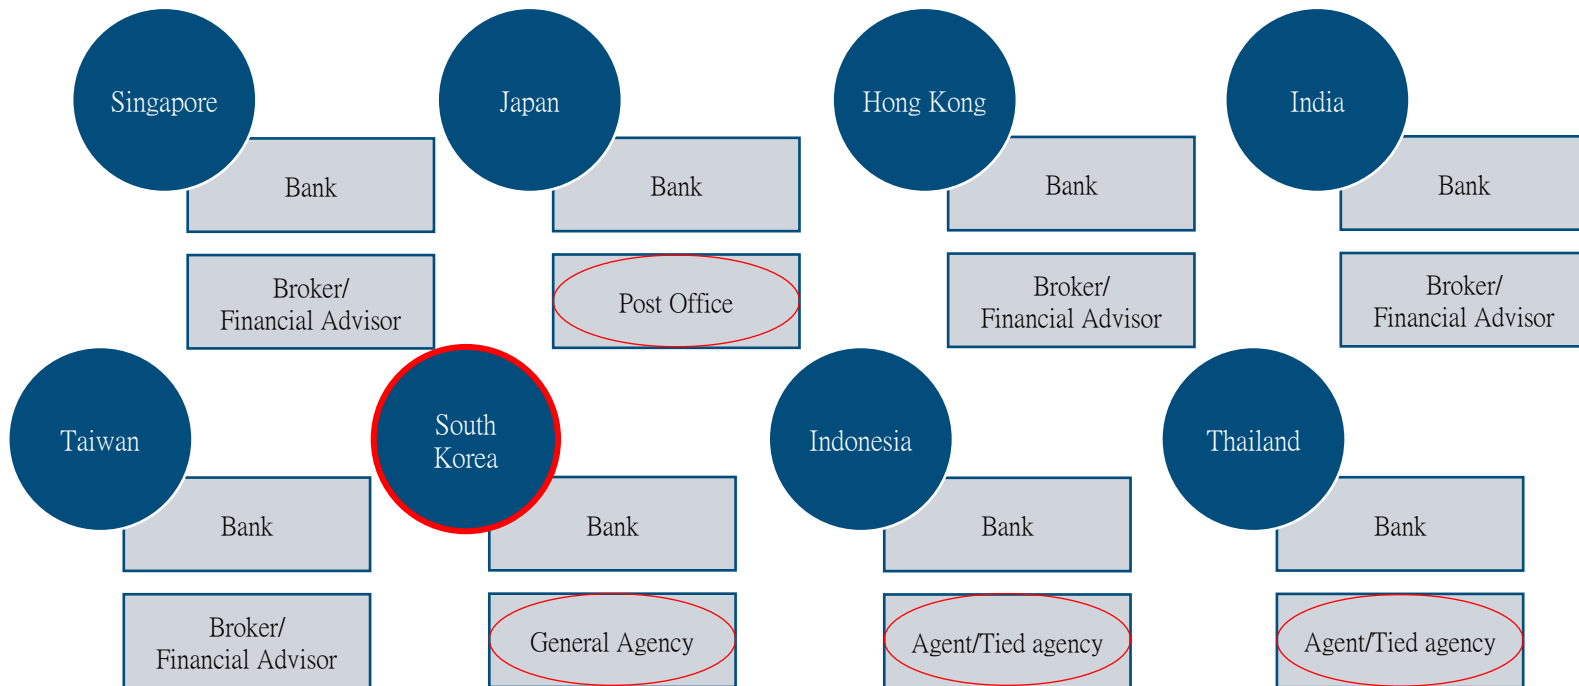 Singapore
Bank
Broker/
Financial Advisor
Japan
Bank
Post Office
Hong Kong
Bank
Broker/
Financial Advisor
India
Bank
Broker/
Financial Advisor
Taiwan
Bank
Broker/
Financial Advisor
South
Korea
Bank
General Agency
Indonesia
Bank
Agent/Tied agency
Thailand
Bank
Agent/Tied agency